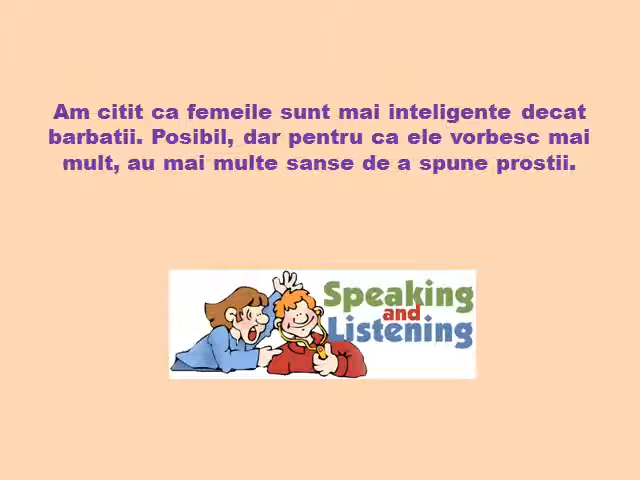 Am citit ca femeile sunt mai inteligente decat
barbatii. Posibil, dar pentru ca ele vorbesc mai
mult, au mai multe sanse de a spune prostii.
Speaking
and
Listening